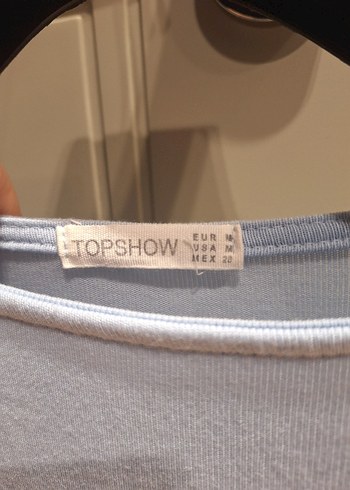 TOPSHOW
EUR M
USA M
MEX 28